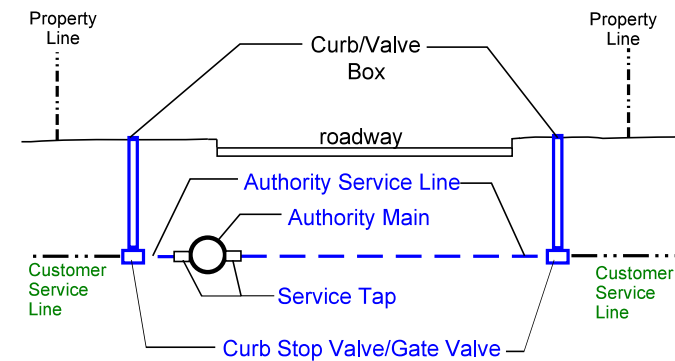 Property
Line
Curb/Valve
Box
Property
Line
roadway
Authority Service Line
Authority Main
Customer
Service
Line
Service Tap
Customer
Service
Line
Curb Stop Valve/Gate Valve